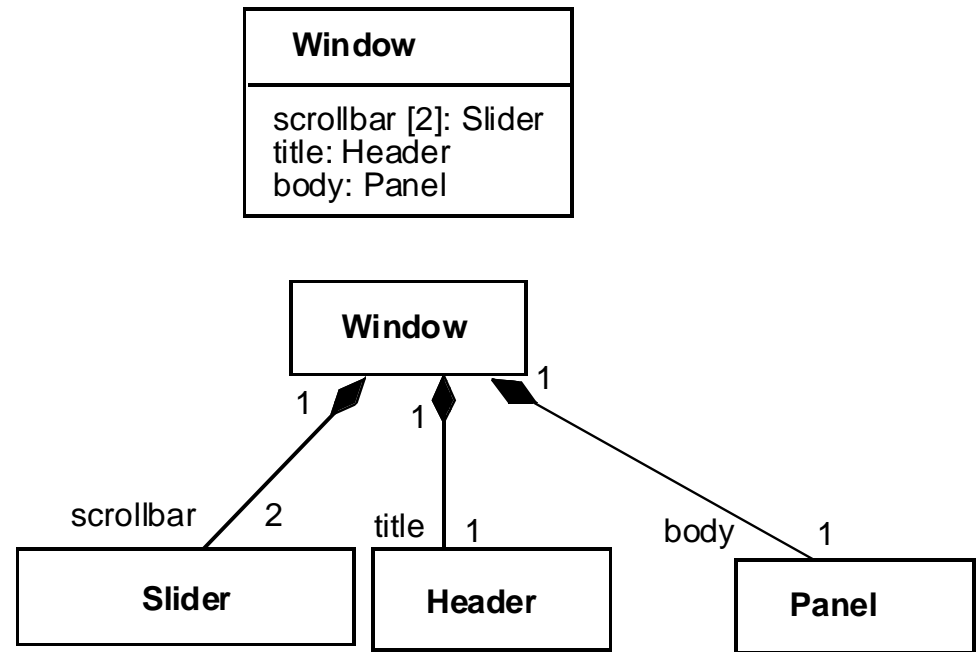 Window
scrollbar [2]: Slider
title: Header
body: Panel
Window
1
1
1
scrollbar
2
title
1
body
1
Slider
Header
Panel